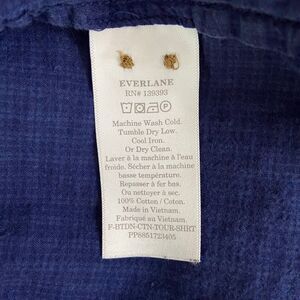 EVERLANE
RN# 139393
Machine Wash Cold.
Tumble Dry Low.
Cool Iron.
Or Dry Clean.
Laver à la machine à l'eau
froide. Sécher à la machine
basse température.
Repasser à fer bas.
Ou nettoyer à sec.
100% Cotton / Coton.
Made in Vietnam.
Fabriqué au Vietnam.
F-BTDN-CTN-TOUR-SHRT
PP6851723405